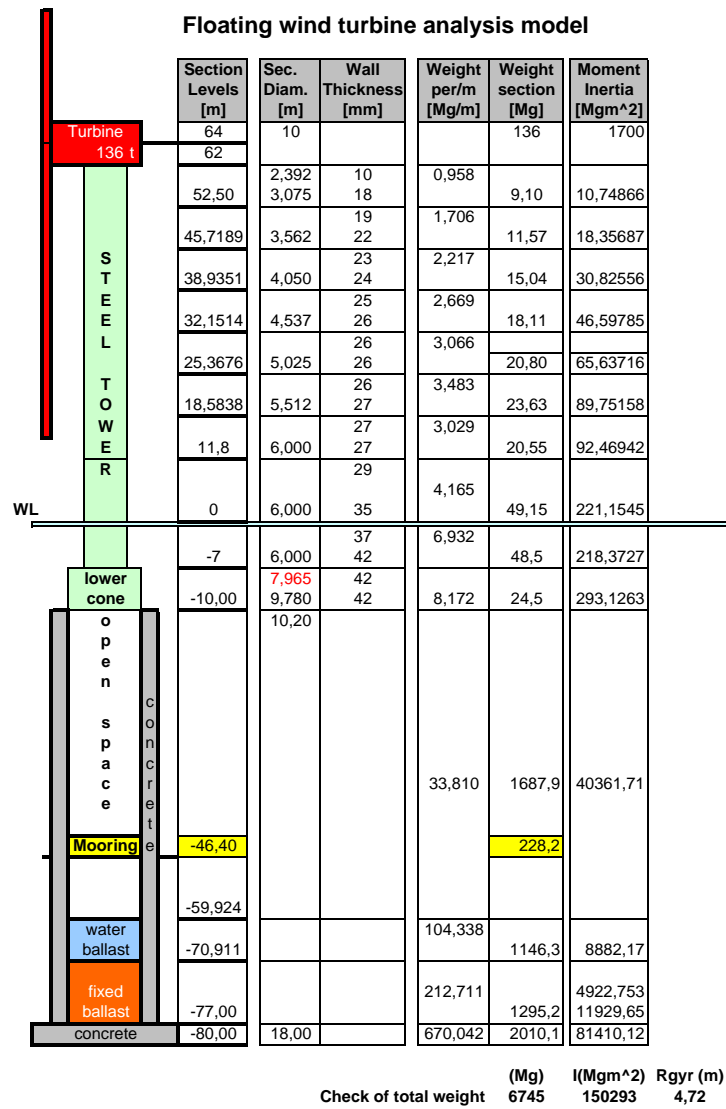 Floating wind turbine analysis model
Section Levels [m] Sec. Diam. [m] Wall Thickness [mm] Weight per/m [Mg/m] Weight section [Mg] Moment Inertia [Mgm^2]
Turbine 64 10 136 1700
136 t 62
2,392 10 0,958
52,50 3,075 18 9,10 10,74866
19 1,706
45,7189 3,562 22 11,57 18,35687
S 23 2,217
T 38,9351 4,050 24 15,04 30,82556
E 25 2,669
E 32,1514 4,537 26 18,11 46,59785
L 26 3,066
25,3676 5,025 26 20,80 65,63716
T 26 3,483
O 18,5838 5,512 27 23,63 89,75158
W 27 3,029
E 11,8 6,000 27 20,55 92,46942
R 29
4,165
WL 0 6,000 35 49,15 221,1545
37 6,932
-7 6,000 42 48,5 218,3727
lower 7,965 42
cone -10,00 9,780 42 8,172 24,5 293,1263
o 10,20
p
e
n
c
s o
p n
a c
c r 33,810 1687,9 40361,71
e e
t
Mooring e -46,40 228,2
-59,924
water 104,338
ballast -70,911 1146,3 8882,17
fixed 212,711 4922,753
ballast -77,00 1295,2 11929,65
concrete -80,00 18,00 670,042 2010,1 81410,12
(Mg) I(Mgm^2) Rgyr (m)
Check of total weight 6745 150293 4,72